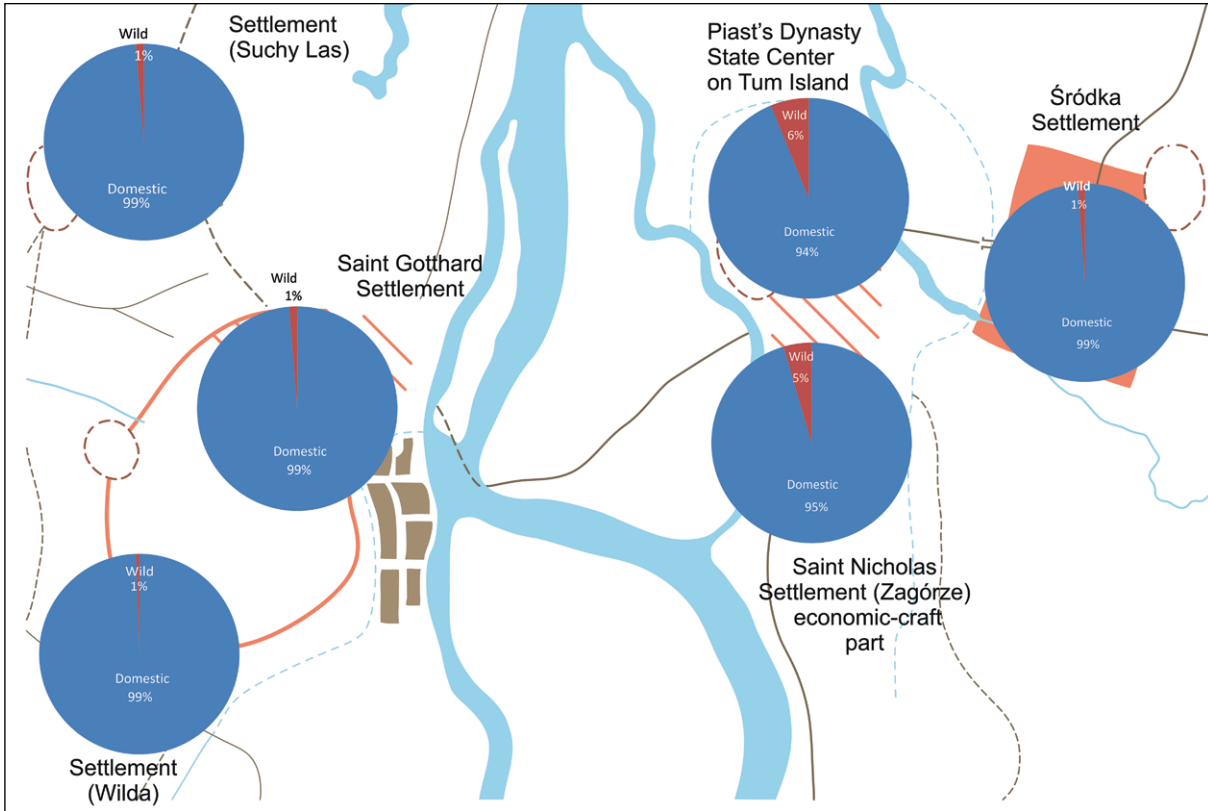 Settlement
(Suchy Las)
Wild
1%
Domestic
99%
Piast's Dynasty
State Center
on Tum Island
Wild
6%
Domestic
94%
Śródka
Settlement
Wild
1%
Domestic
99%
Saint Gotthard
Settlement
Wild
1%
Domestic
99%
Wild
5%
Domestic
95%
Saint Nicholas
Settlement (Zagórze)
economic-craft
part
Wild
1%
Domestic
99%
Settlement
(Wilda)